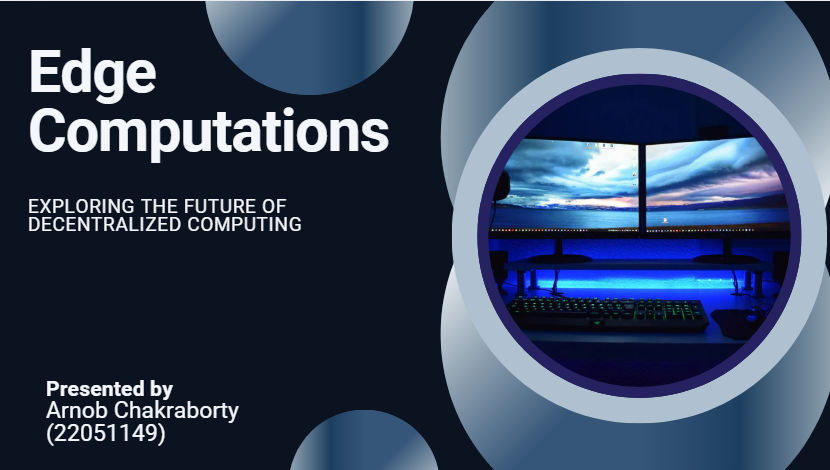 Edge
Computations
EXPLORING THE FUTURE OF
DECENTRALIZED COMPUTING
Presented by
Arnob Chakraborty
(22051149)